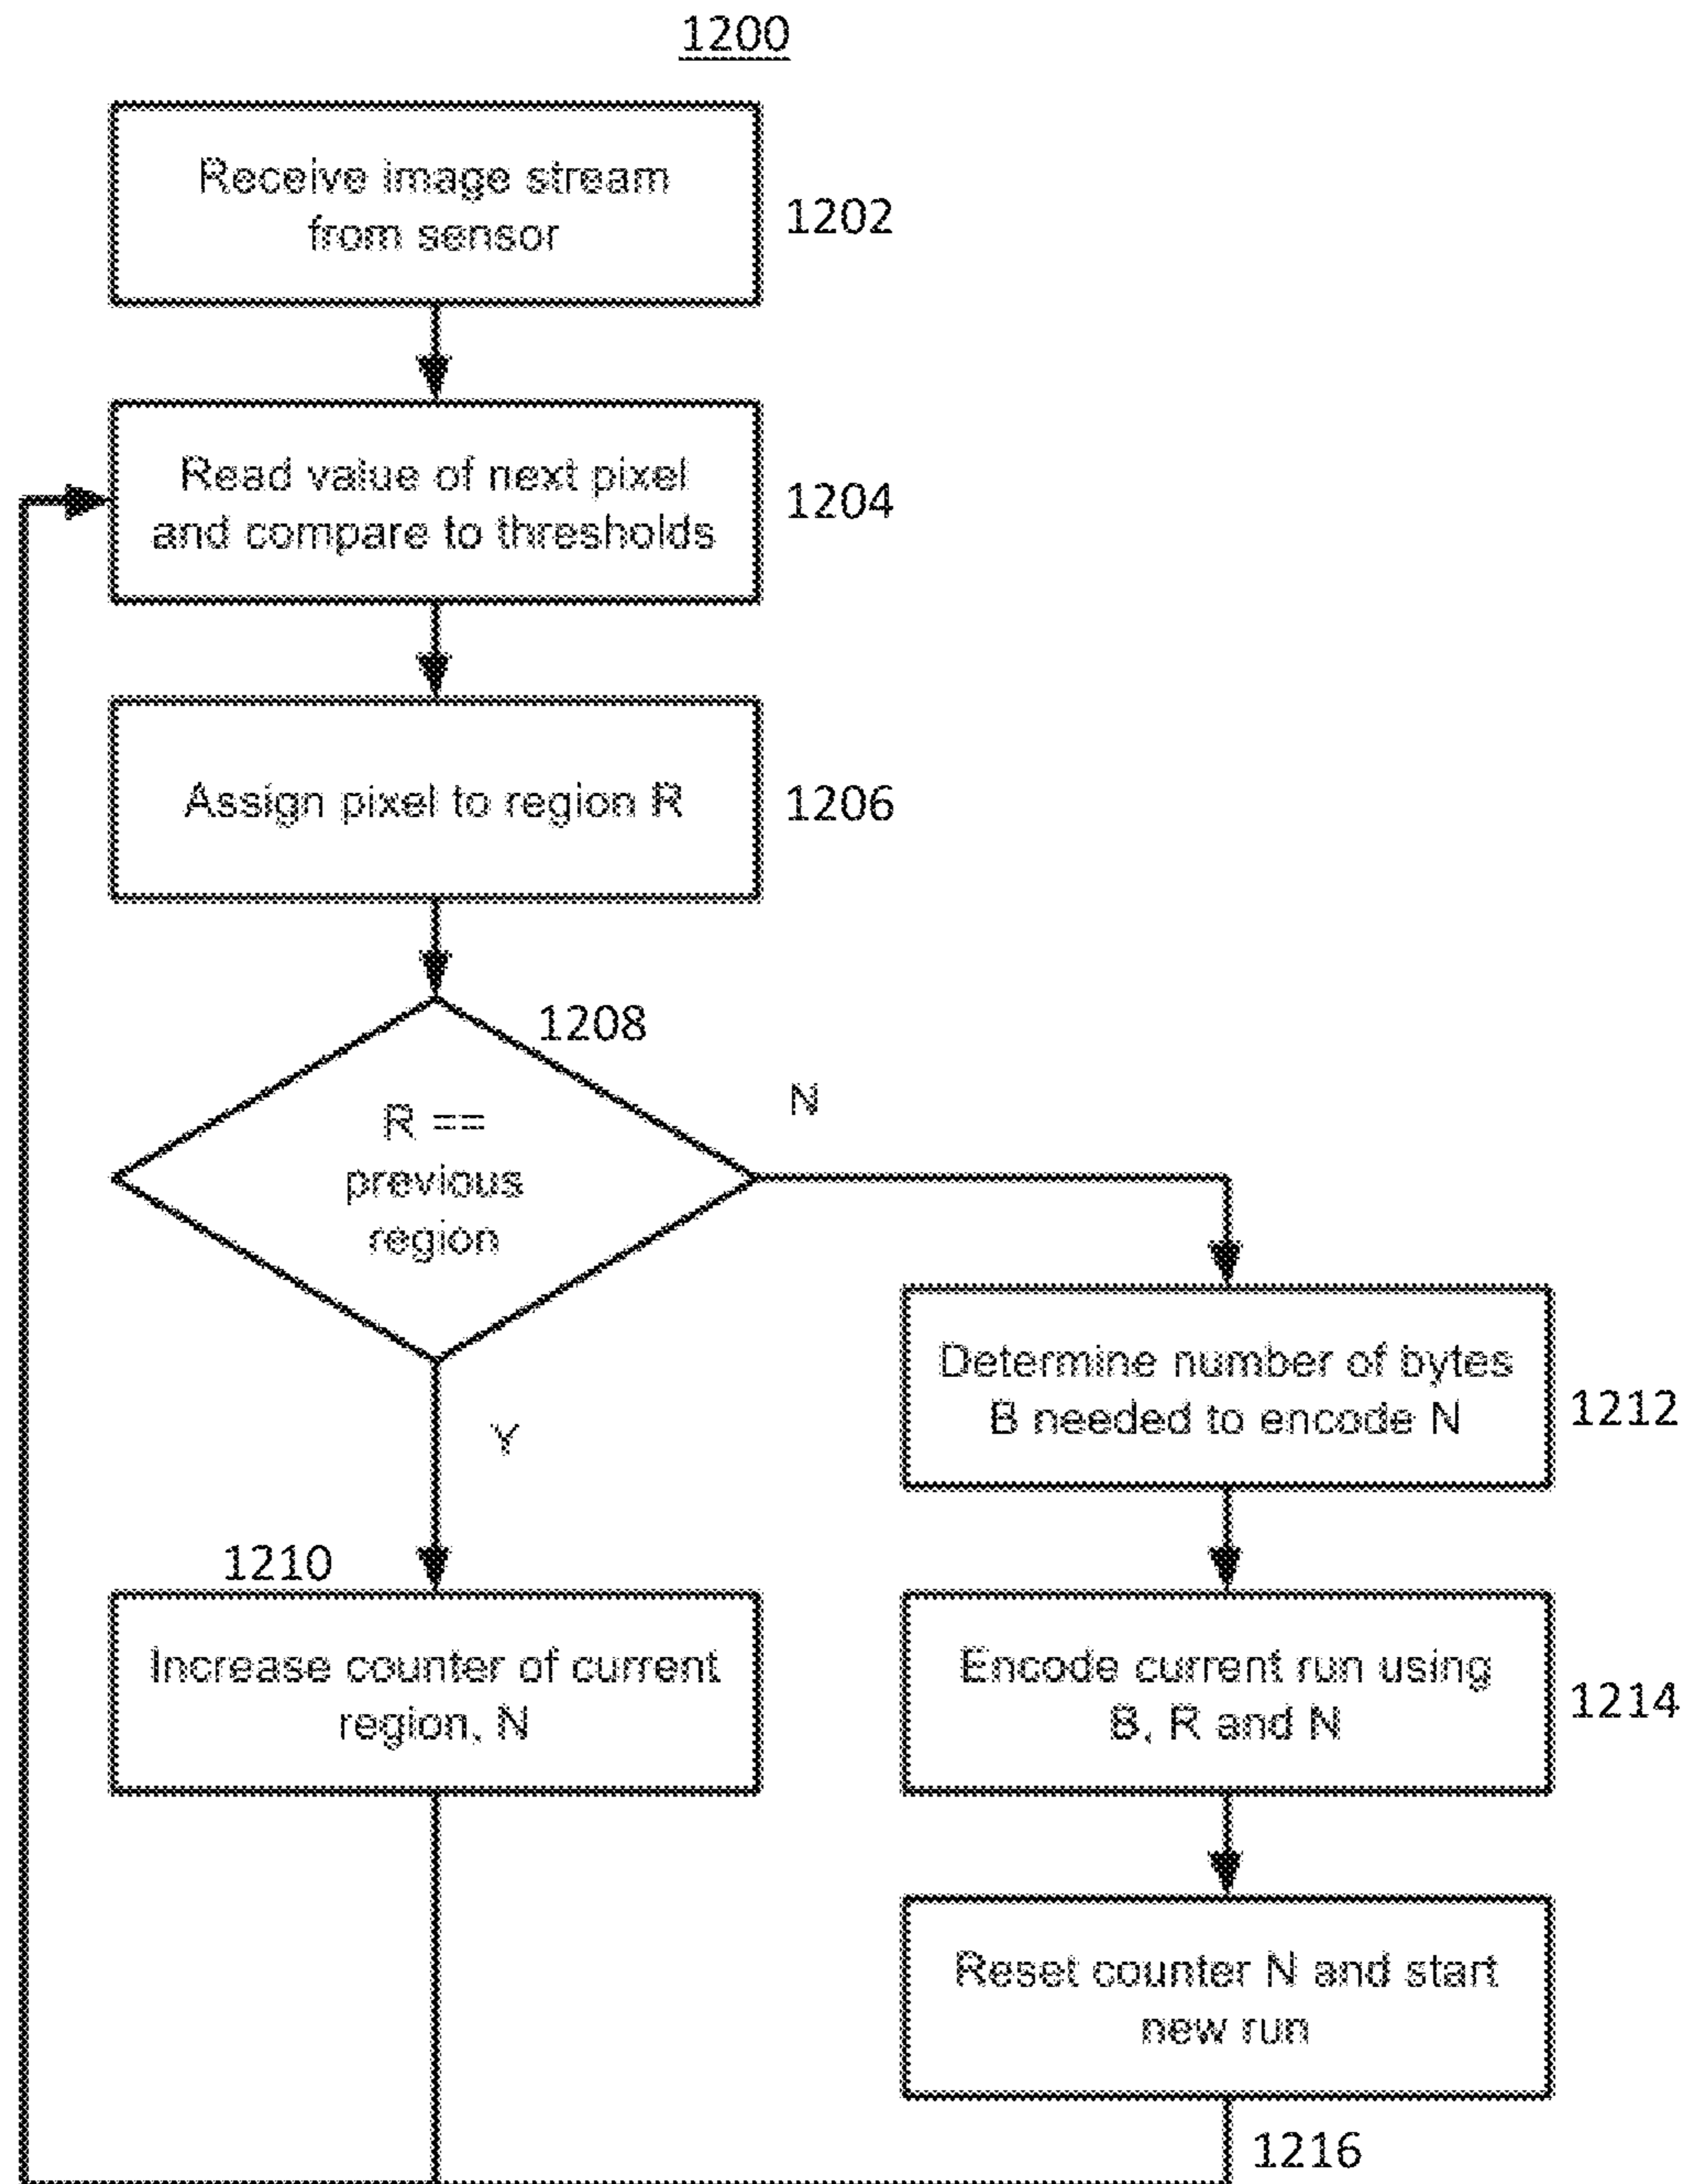 1200
Receive image stream
from sensor
1202
Read value of next pixel
and compare to thresholds
1204
Assign pixel to region R
1206
1208
R ==
previous
region
N
Y
Determine number of bytes
B needed to encode N
1212
1210
Increase counter of current
region, N
Encode current run using
B, R and N
1214
Reset counter N and start
new run
1216